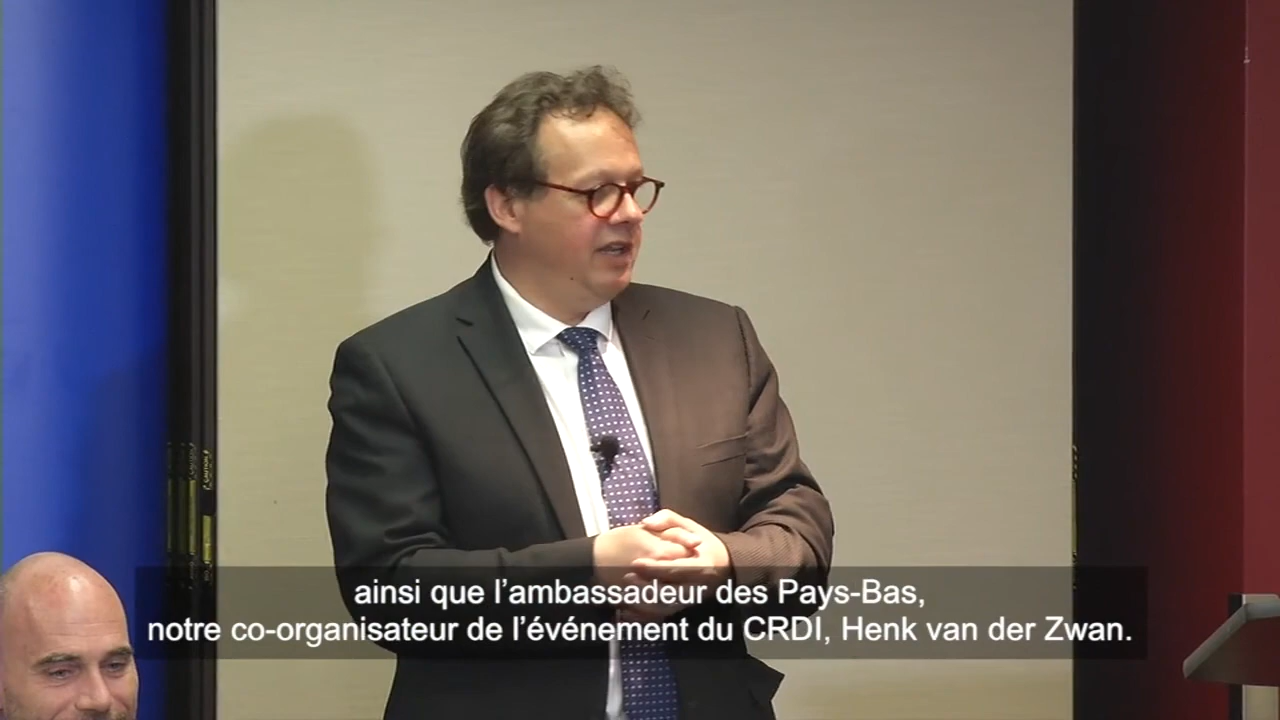 ainsi que l’ambassadeur des Pays-Bas,
notre co-organisateur de l’événement du CRDI, Henk van der Zwan.